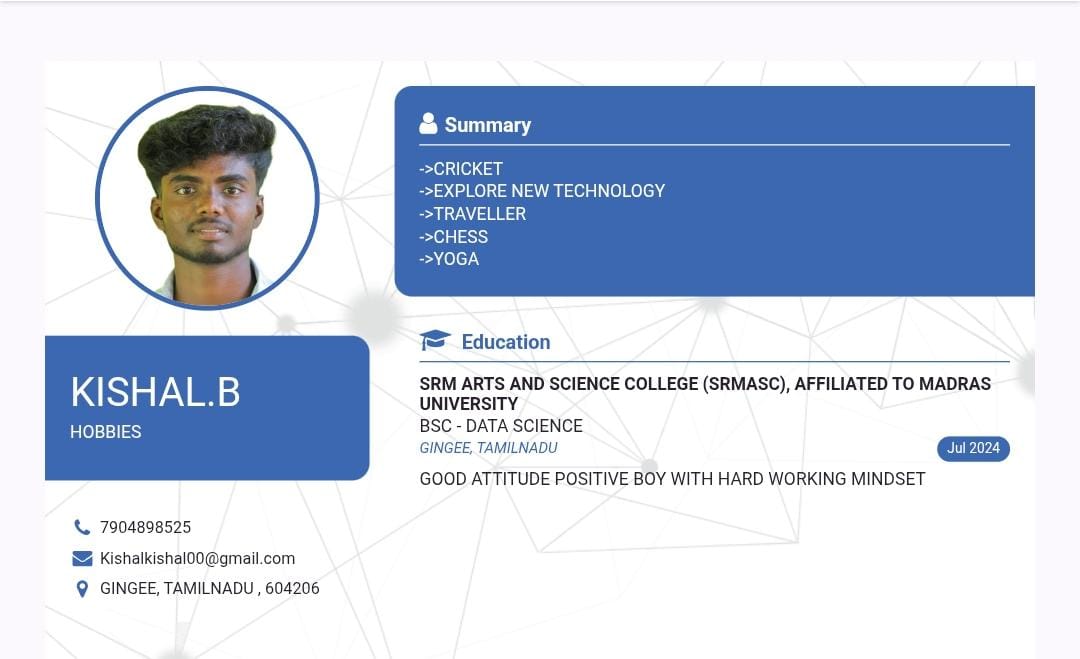 Summary
->CRICKET
->EXPLORE NEW TECHNOLOGY
->TRAVELLER
->CHESS
->YOGA
KISHAL.B
HOBBIES
7904898525
Kishalkishal00@gmail.com
GINGEE, TAMILNADU , 604206
Education
SRM ARTS AND SCIENCE COLLEGE (SRMASC), AFFILIATED TO MADRAS
UNIVERSITY
BSC - DATA SCIENCE
GINGEE, TAMILNADU
Jul 2024
GOOD ATTITUDE POSITIVE BOY WITH HARD WORKING MINDSET